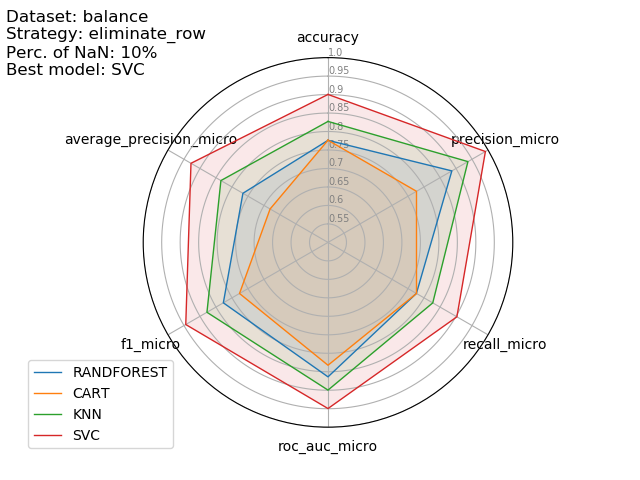 Dataset: balance
Strategy: eliminate_row
Perc. of NaN: 10%
Best model: SVC
accuracy
1.0
0.95
0.9
0.85
0.8
0.75
0.7
0.65
0.6
0.55
average_precision_micro
precision_micro
f1_micro
recall_micro
roc_auc_micro
RANDFOREST
CART
KNN
SVC